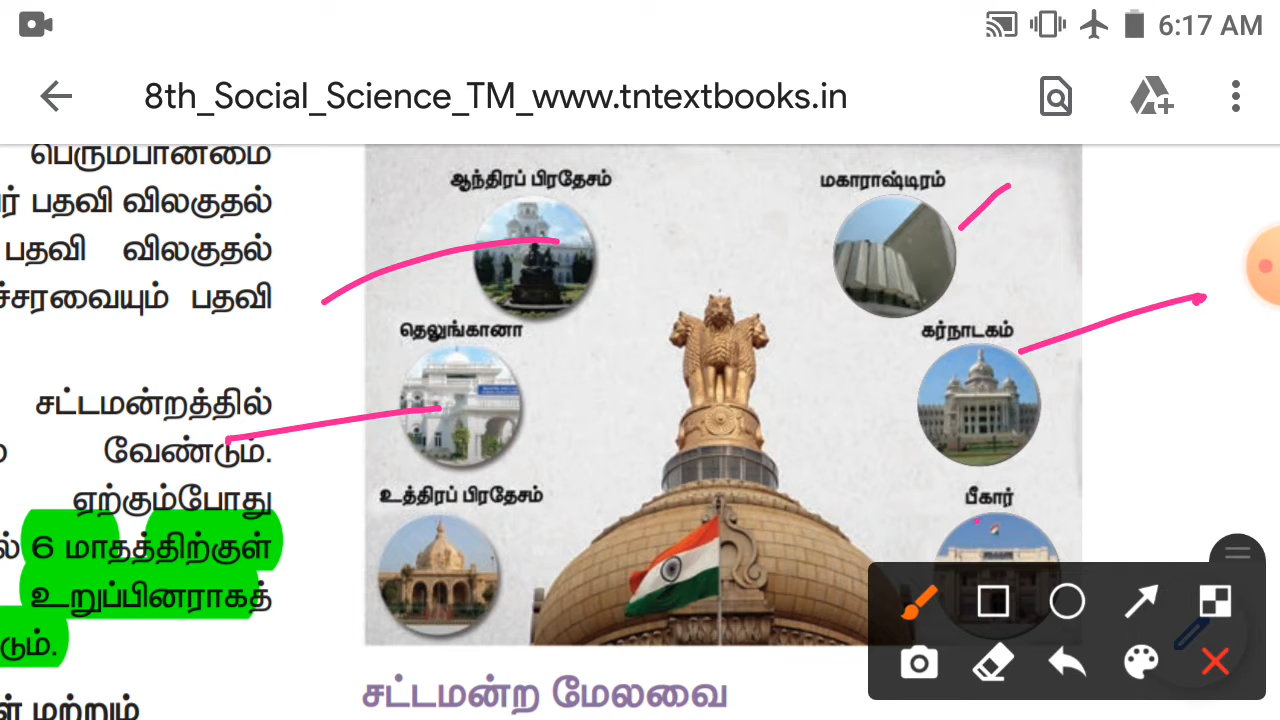 6:17 AM
8th_Social_Science_TM_www.tntextbooks.in
பெரும்பான்மை
ர் பதவி விலகுதல்
பதவி விலகுதல்
ச்சரவையும் பதவி
சட்டமன்றத்தில்
வேண்டும்.
ஏற்கும்போது
ல் 6 மாதத்திற்குள்
உறுப்பினராகத்
டும்.
ள் மற்றும்
ஆந்திரப் பிரதேசம்
மகாராஷ்டிரம்
தெலுங்கானா
கர்நாடகம்
உத்திரப் பிரதேசம்
பீகார்
சட்டமன்ற மேலவை